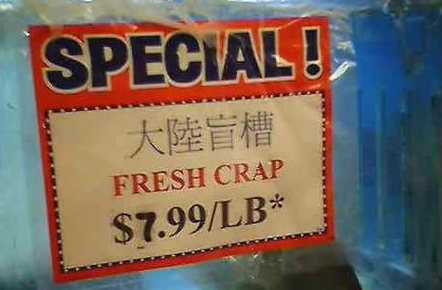 SPECIAL!
大陸盲槽
FRESH CRAP
$7.99/LB*